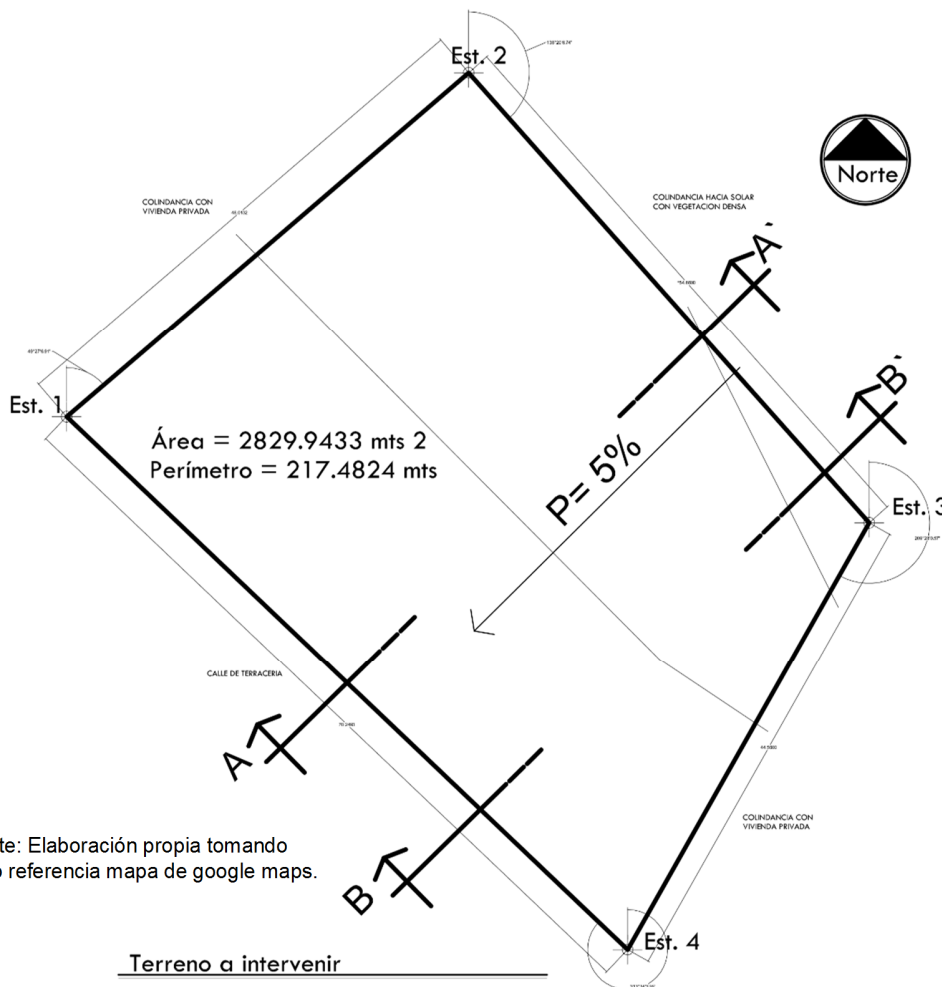 Est. 2
Norte
COLINDANCIA CON
VIVIENDA PRIVADA
COLINDANCIA HACIA SOLAR
CON VEGETACION DENSA
A´
B´
Est. 1
Área = 2829.9433 mts 2
Perímetro = 217.4824 mts
P= 5%
Est. 3
CALLE DE TERRACERIA
A
COLINDANCIA CON
VIVIENDA PRIVADA
te: Elaboración propia tomando
referencia mapa de google maps.
B
Est. 4
Terreno a intervenir